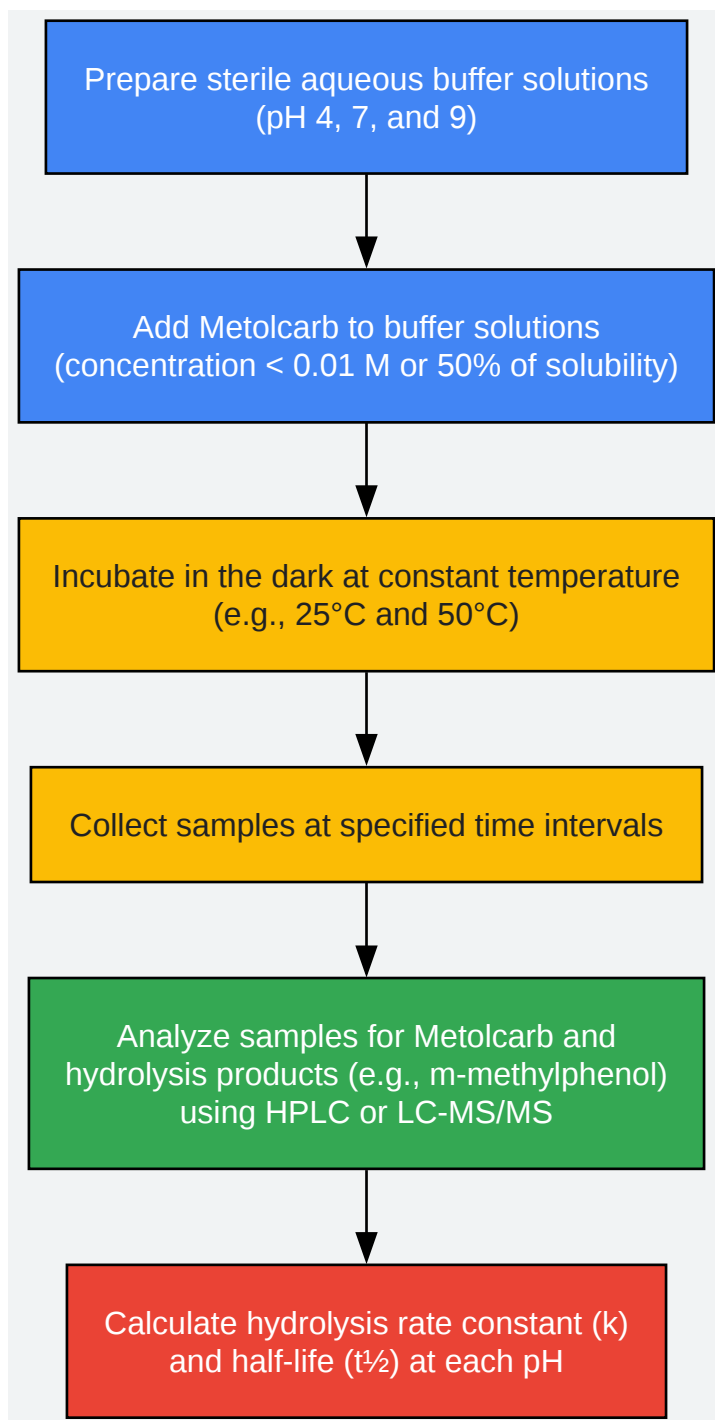 Prepare sterile aqueous buffer solutions
(pH 4, 7, and 9)
Add Metolcarb to buffer solutions
(concentration < 0.01 M or 50% of solubility)
Incubate in the dark at constant temperature
(e.g., 25°C and 50°C)
Collect samples at specified time intervals
Analyze samples for Metolcarb and
hydrolysis products (e.g., m-methylphenol)
using HPLC or LC-MS/MS
Calculate hydrolysis rate constant (k)
and half-life (t½) at each pH